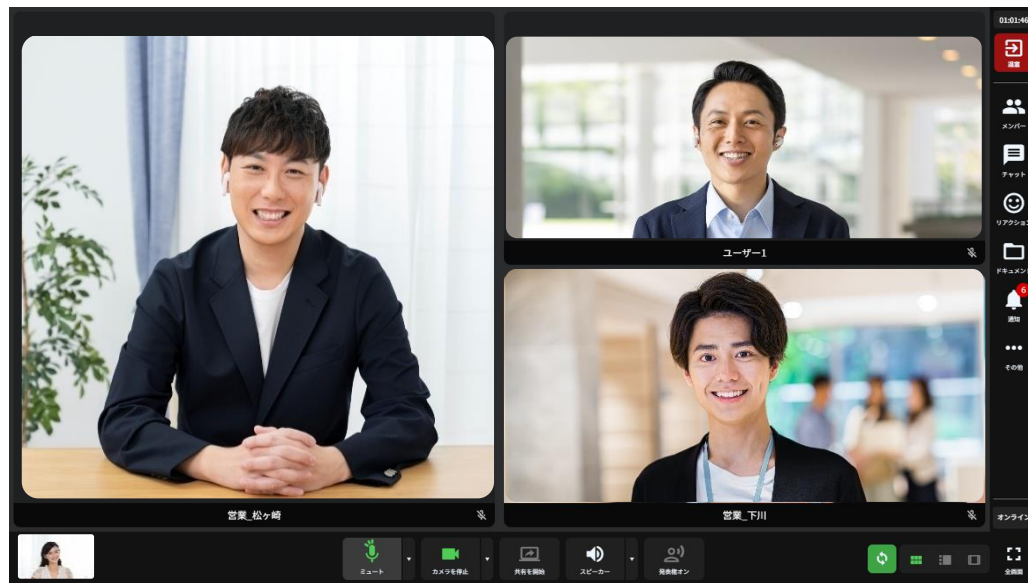 01:01:46
退室
メンバー
チャット
リアクション
ドキュメント
6
通知
その他
ユーザー1
営業_松ヶ崎
営業_下川
オンライン
ミュート
カメラを停止
共有を開始
スピーカー
発表権オン
全画面